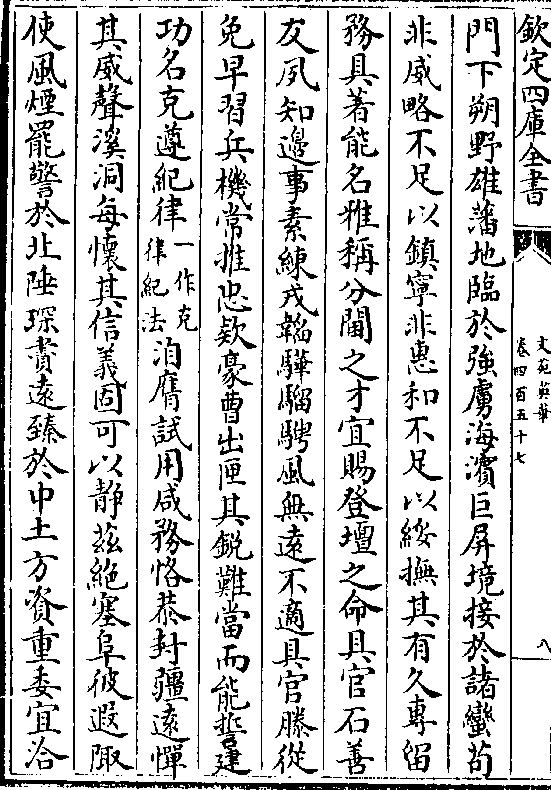 欽定四庫全書
文苑英華
卷四百五十七
八
門下朔野雄藩地臨於強虜海濱巨屏境接於諸蠻苟
非威略不足以鎮寧非惠和不足以綏撫其有久專留
務具著能名雅稱分閫之才宜賜登壇之命具官石善
友夙知邊事素練戎韜驊騮騁風無遠不適具官滕從
免早習兵機常推忠欵豪曹出匣其銳難當而能誓建
功名克遵紀律一作克律紀法洎膺試用咸務恪恭封疆遠憚
其威聲溪洞每懷其信義固可以静兹絶塞阜彼遐陬
使風煙罷警於北陲琛賮遠臻於中土方資重委宜洽